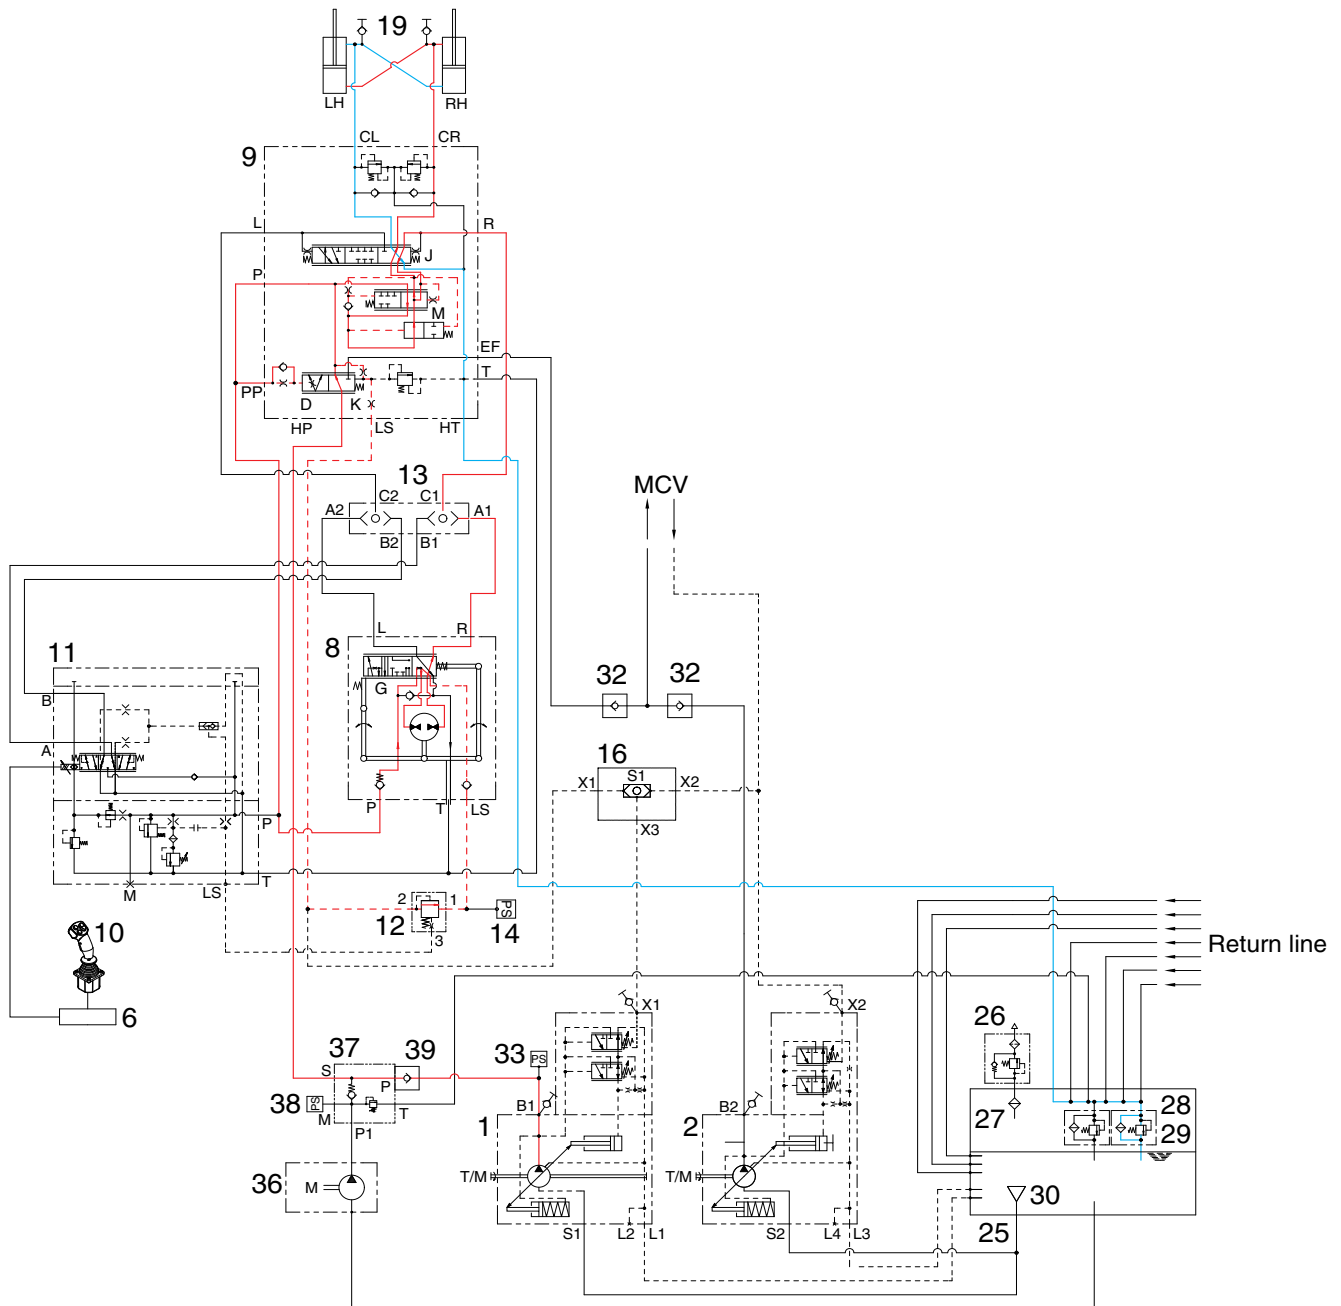 19
LH
RH
CL
CR
9
L
R
J
P
M
EF
T
PP
D
K
HP
LS
HT
13
MCV
C2
C1
A2
A1
B2
B1
L
R
8
11
G
32
32
B
A
16
S1
X1
X2
X3
P
T
LS
P
T
M
LS
2
1
12
3
PS
14
10
6
Return line
X1
X2
26
37
39
33
PS
S
P
38
PS
M
T
P1
B1
B2
27
28
29
1
2
36
M
T/M
T/M
30
25
S1
L2
L1
S2
L4
L3